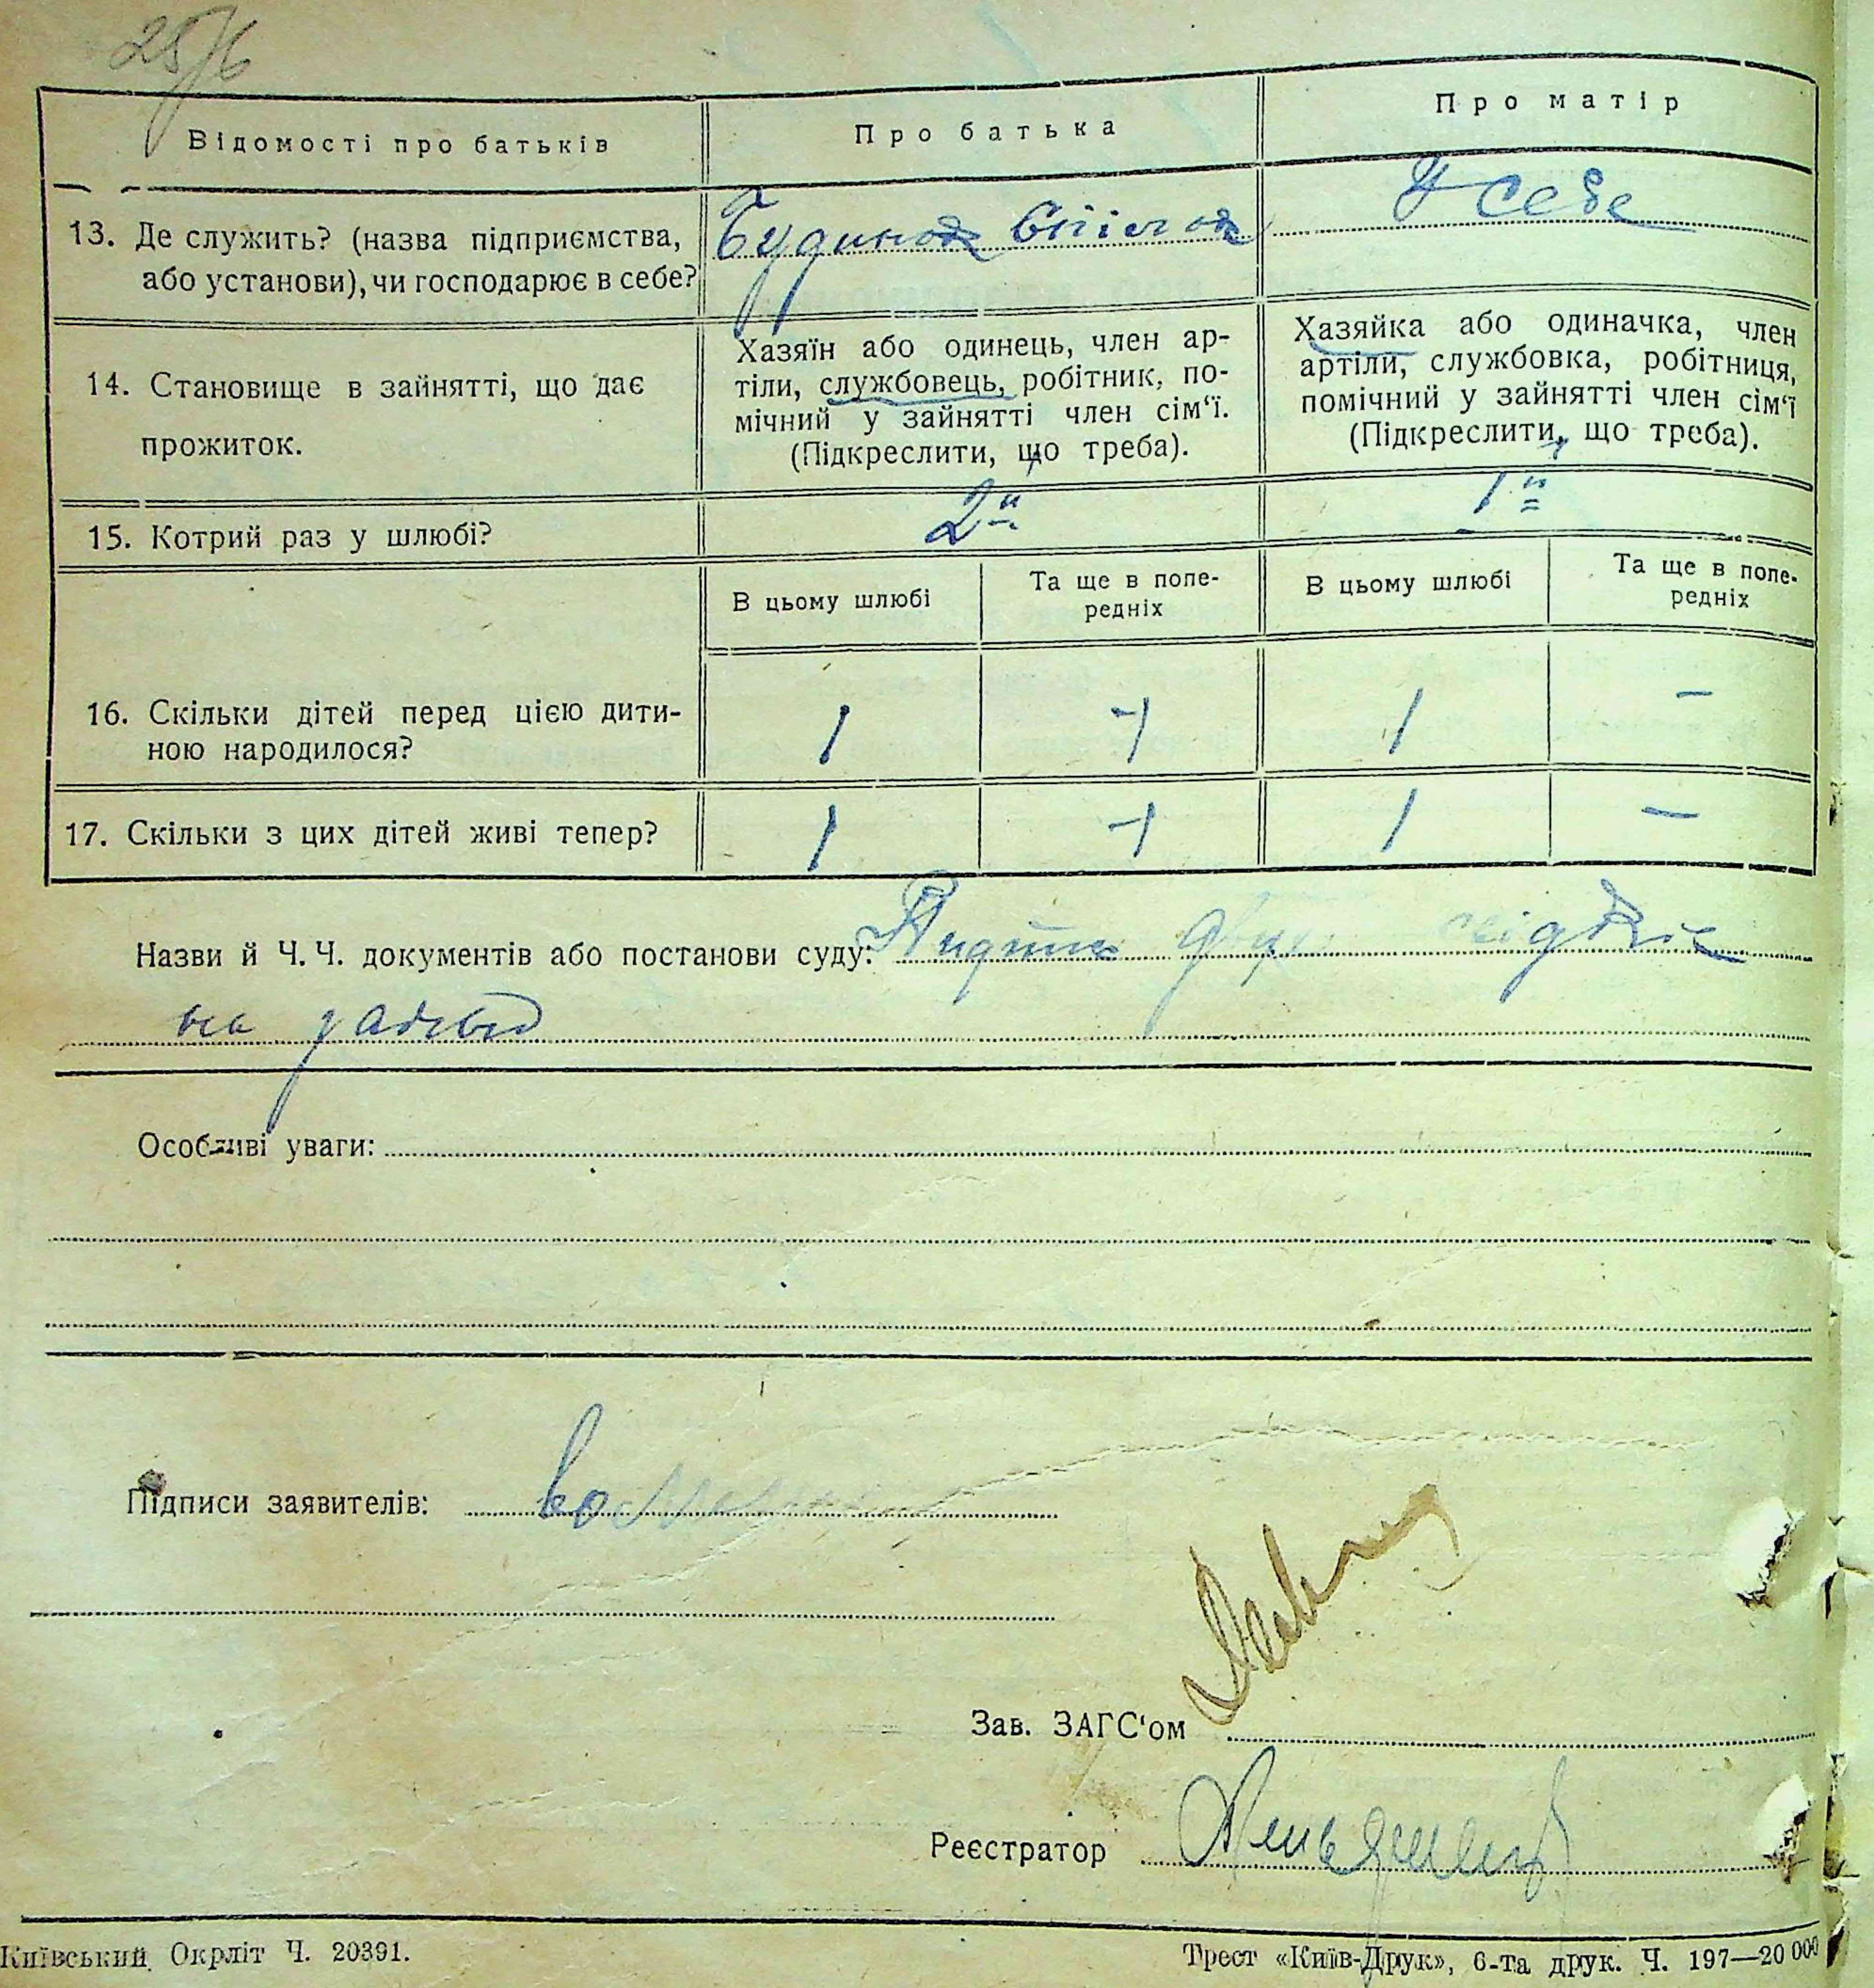 25/6
Відомості про батьків
Про батька
Про матір
13. Де служить? (назва підприємства,
або установи), чи господарює в себе?
Будинок
У себе
14. Становище в зайнятті, що дає
прожиток.
Хазяїн або одинець, член ар-
тіли, службовець, робітник, по-
мічний у зайнятті член сім‘ї.
(Підкреслити, що треба).
Хазяйка або одиначка, член
артіли, службовка, робітниця,
помічний у зайнятті член сім‘ї
(Підкреслити, що треба).
15. Котрий раз у шлюбі?
2й
1й
В цьому шлюбі
Та ще в попе-
редніх
В цьому шлюбі
Та ще в попе-
редніх
16. Скільки дітей перед цією дити-
ною народилося?
1
1
1
–
17. Скільки з цих дітей живі тепер?
1
1
1
–
Назви й Ч. Ч. документів або постанови суду:
Особливі уваги:
Підписи заявителів:
Зав. ЗАГС‘ом
Реєстратор
Київський Окрліт Ч. 20391.
Трест «Київ-Друк», 6-та друк. Ч. 197—20 000